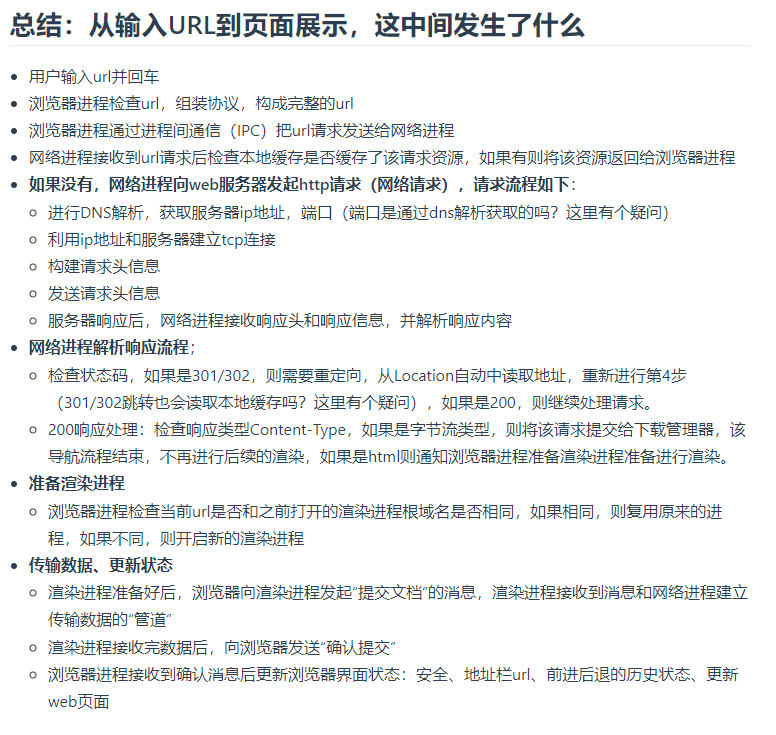 总结：从输入URL到页面展示，这中间发生了什么
用户输入url并回车
浏览器进程检查url，组装协议，构成完整的url
浏览器进程通过进程间通信（IPC）把url请求发送给网络进程
网络进程接收到url请求后检查本地缓存是否缓存了该请求资源，如果有则将该资源返回给浏览器进程
如果没有，网络进程向web服务器发起http请求（网络请求），请求流程如下：
进行DNS解析，获取服务器ip地址，端口（端口是通过dns解析获取的吗？这里有个疑问）
利用ip地址和服务器建立tcp连接
构建请求头信息
发送请求头信息
服务器响应后，网络进程接收响应头和响应信息，并解析响应内容
网络进程解析响应流程；
检查状态码，如果是301/302，则需要重定向，从Location自动中读取地址，重新进行第4步
（301/302跳转也会读取本地缓存吗？这里有个疑问），如果是200，则继续处理请求。
200响应处理：检查响应类型Content-Type，如果是字节流类型，则将该请求提交给下载管理器，该
导航流程结束，不再进行后续的渲染，如果是html则通知浏览器进程准备渲染进程准备进行渲染。
准备渲染进程
浏览器进程检查当前url是否和之前打开的渲染进程根域名是否相同，如果相同，则复用原来的进
程，如果不同，则开启新的渲染进程
传输数据、更新状态
渲染进程准备好后，浏览器向渲染进程发起“提交文档”的消息，渲染进程接收到消息和网络进程建立
传输数据的“管道”
渲染进程接收完数据后，向浏览器发送“确认提交”
浏览器进程接收到确认消息后更新浏览器界面状态：安全、地址栏url、前进后退的历史状态、更新
web页面